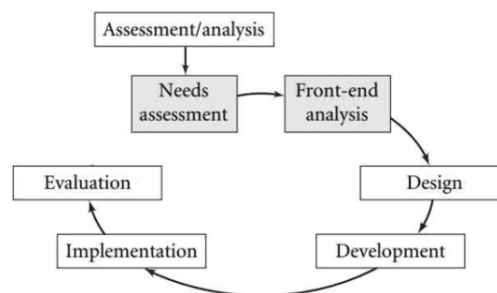 Assessment/analysis
Needs
assessment
Front-end
analysis
Evaluation
Design
Implementation
Development